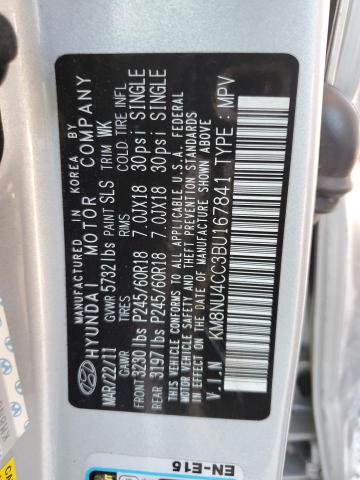 MANUFACTURED IN KOREA BY
HYUNDAI MOTOR COMPANY
MAR/22/11 GVWR 5732 lbs PAINT SLS TRIM WK
GAWR TIRES RIMS COLD TIRE INFL
FRONT 3230 lbs P245/60R18 7.0JX18 30psi SINGLE
REAR 3197 lbs P245/60R18 7.0JX18 30psi SINGLE
THIS VEHICLE CONFORMS TO ALL APPLICABLE U.S.A. FEDERAL
MOTOR VEHICLE SAFETY AND THEFT PREVENTION STANDARDS
IN EFFECT ON THE DATE OF MANUFACTURE SHOWN ABOVE
V.I.N : KM8NU4CC3BU167841 TYPE : MPV
EN-E15